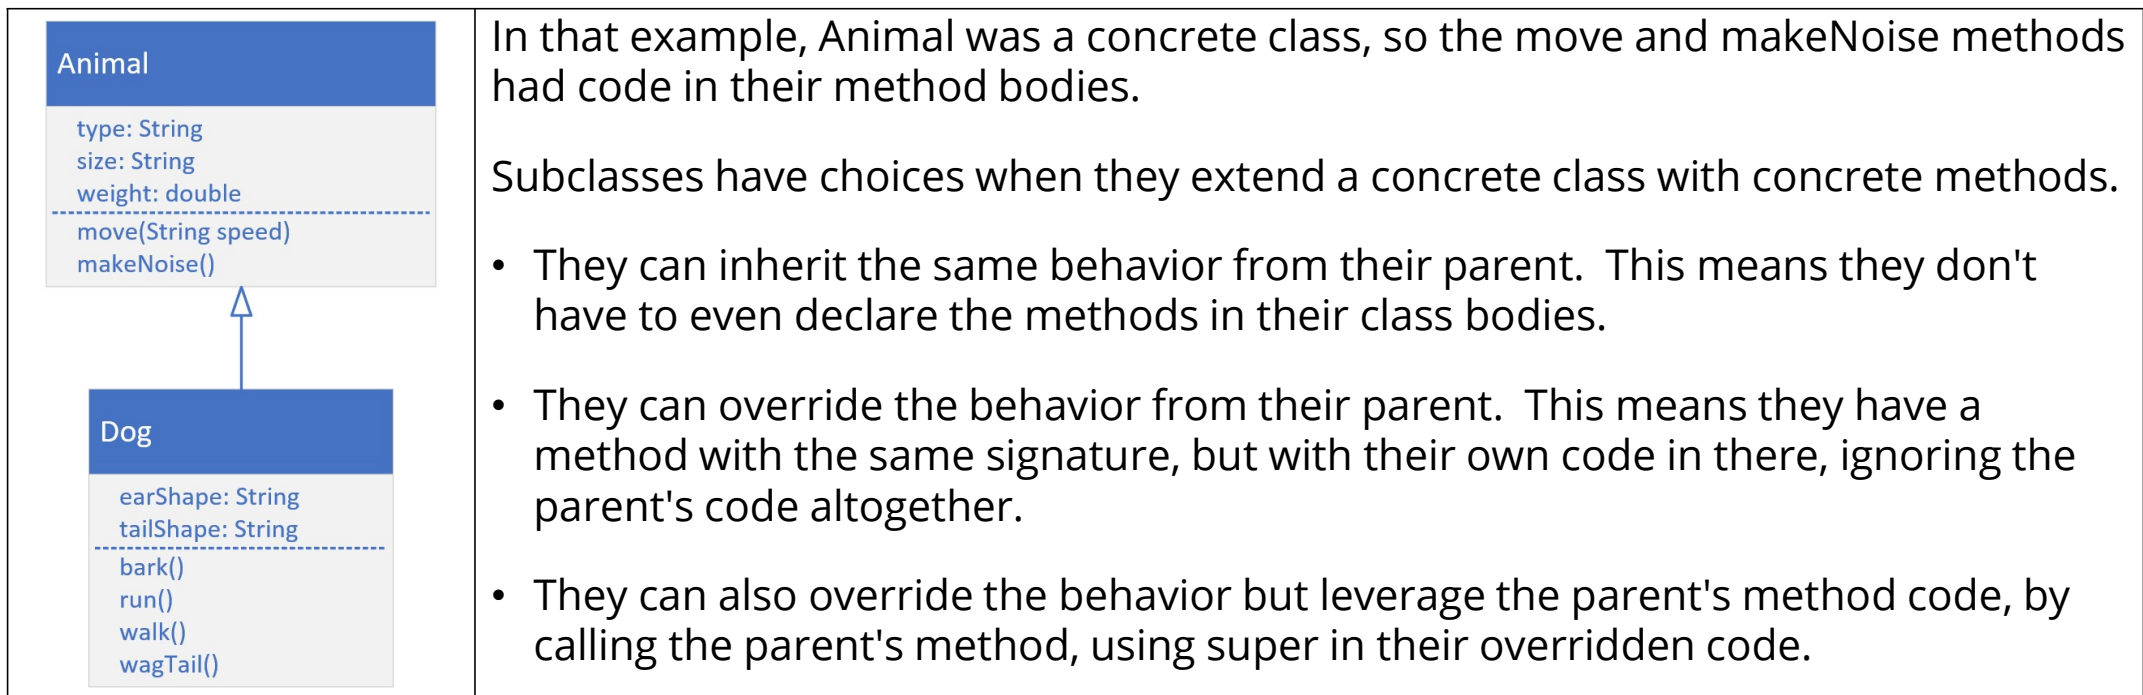 Animal
type: String
size: String
weight: double
move(String speed)
makeNoise()
Dog
earShape: String
tailShape: String
bark()
run()
walk()
wagTail()
In that example, Animal was a concrete class, so the move and makeNoise methods
had code in their method bodies.
Subclasses have choices when they extend a concrete class with concrete methods.
• They can inherit the same behavior from their parent.  This means they don't
have to even declare the methods in their class bodies.
• They can override the behavior from their parent.  This means they have a
method with the same signature, but with their own code in there, ignoring the
parent's code altogether.
• They can also override the behavior but leverage the parent's method code, by
calling the parent's method, using super in their overridden code.